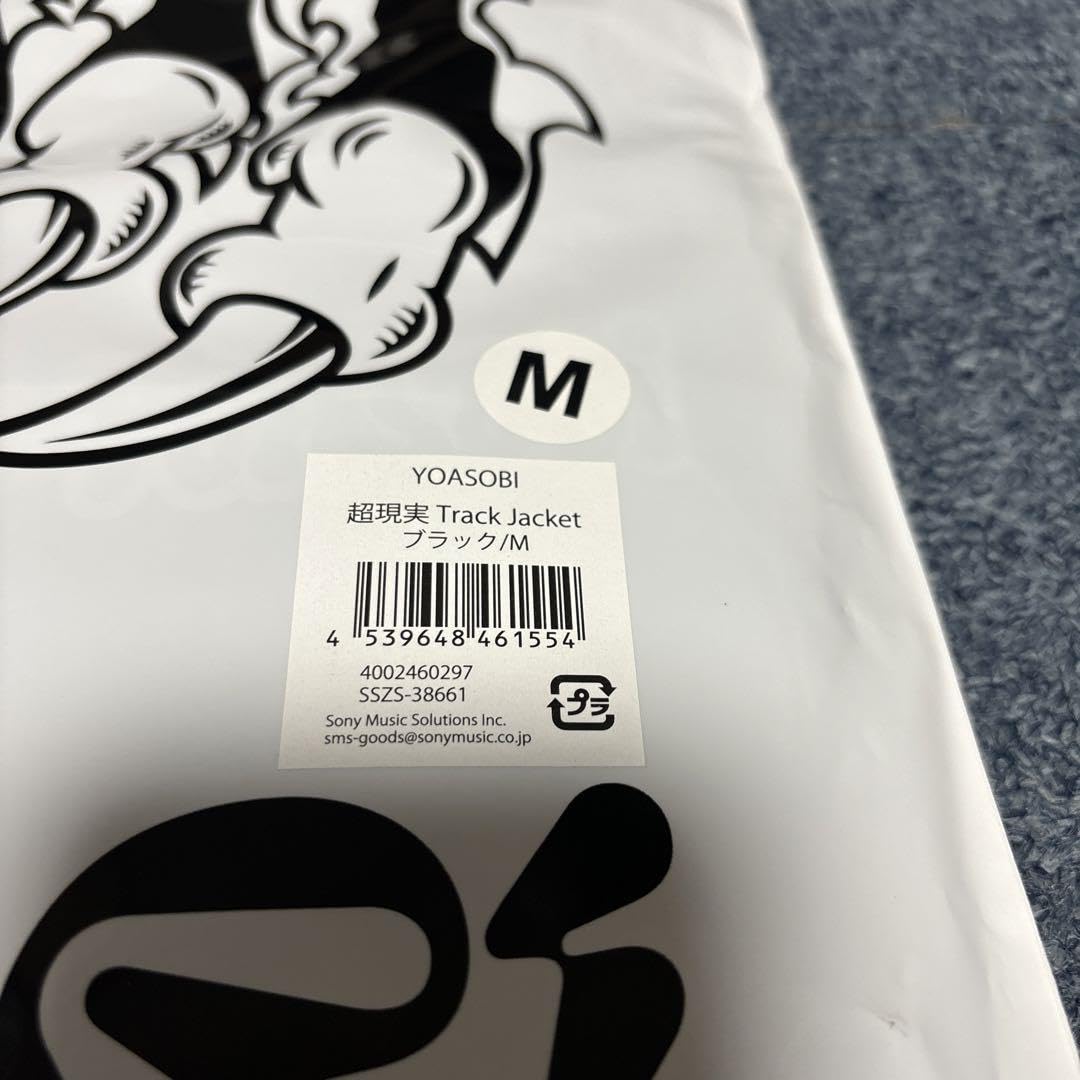 M
YOASOBI
超現実 Track Jacket
ブラック/M
4 539648 461554
4002460297
SSZS-38661
プラ
Sony Music Solutions Inc.
sms-goods@sonymusic.co.jp